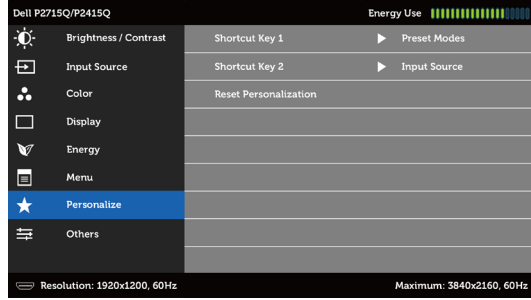 Dell P2715Q/P2415Q Energy Use
Brightness / Contrast Shortcut Key 1 Preset Modes
Input Source Shortcut Key 2 Input Source
Color Reset Personalization
Display
Energy
Menu
Personalize
Others
Resolution: 1920x1200, 60Hz Maximum: 3840x2160, 60Hz